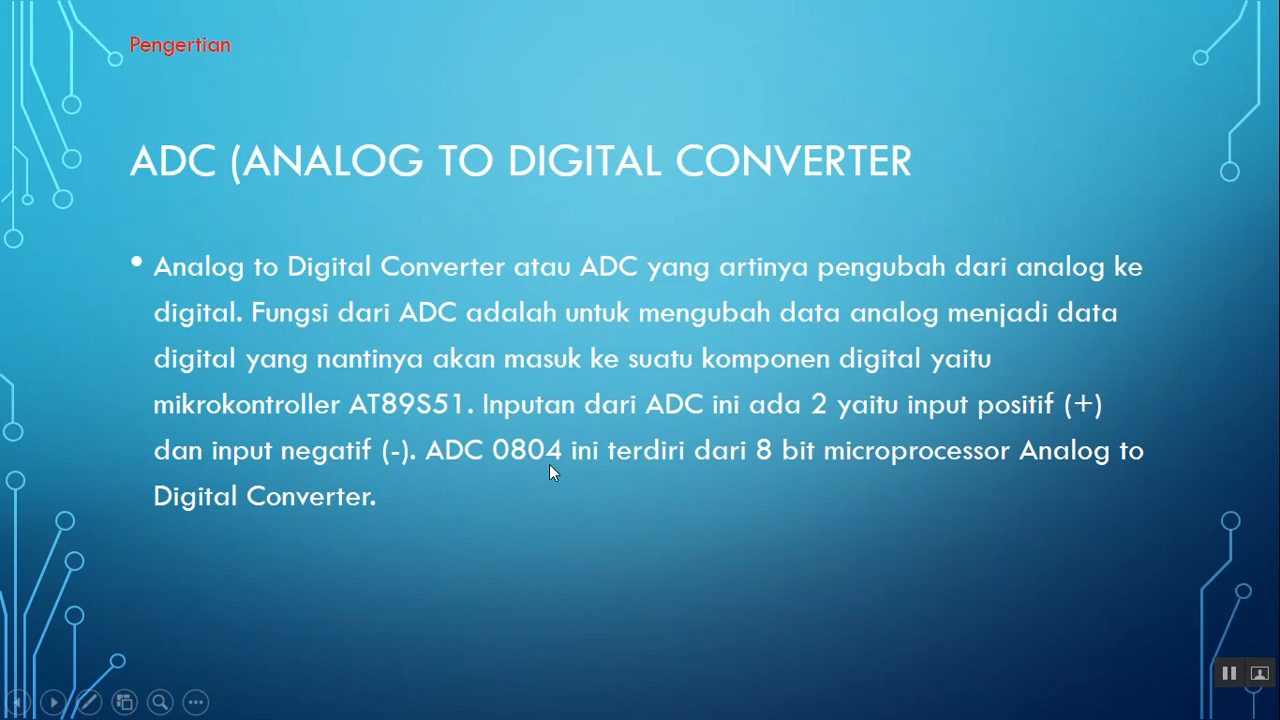 Pengertian
ADC (ANALOG TO DIGITAL CONVERTER
• Analog to Digital Converter atau ADC yang artinya pengubah dari analog ke
digital. Fungsi dari ADC adalah untuk mengubah data analog menjadi data
digital yang nantinya akan masuk ke suatu komponen digital yaitu
mikrokontroller AT89S51. Inputan dari ADC ini ada 2 yaitu input positif (+)
dan input negatif (-). ADC 0804 ini terdiri dari 8 bit microprocessor Analog to
Digital Converter.